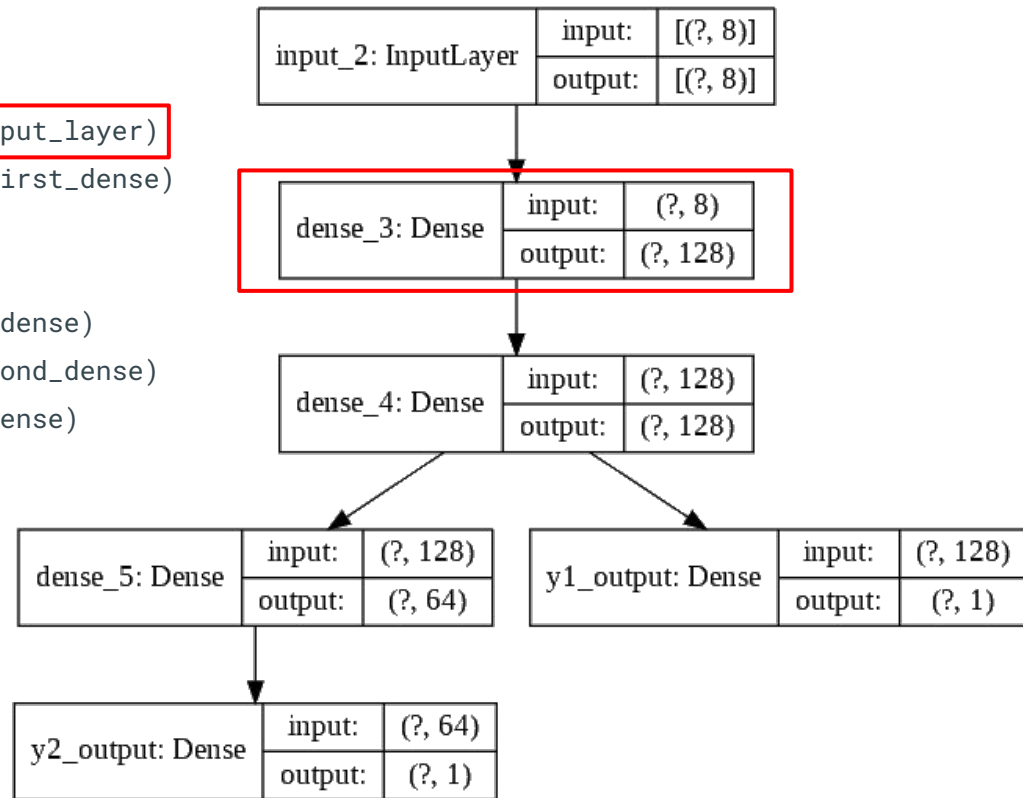 put_layer)
irst_dense)
dense)
ond_dense)
ense)
input_2: InputLayer
input: [(?, 8)]
output: [(?, 8)]
dense_3: Dense
input: (?, 8)
output: (?, 128)
dense_4: Dense
input: (?, 128)
output: (?, 128)
dense_5: Dense
input: (?, 128)
output: (?, 64)
y1_output: Dense
input: (?, 128)
output: (?, 1)
y2_output: Dense
input: (?, 64)
output: (?, 1)